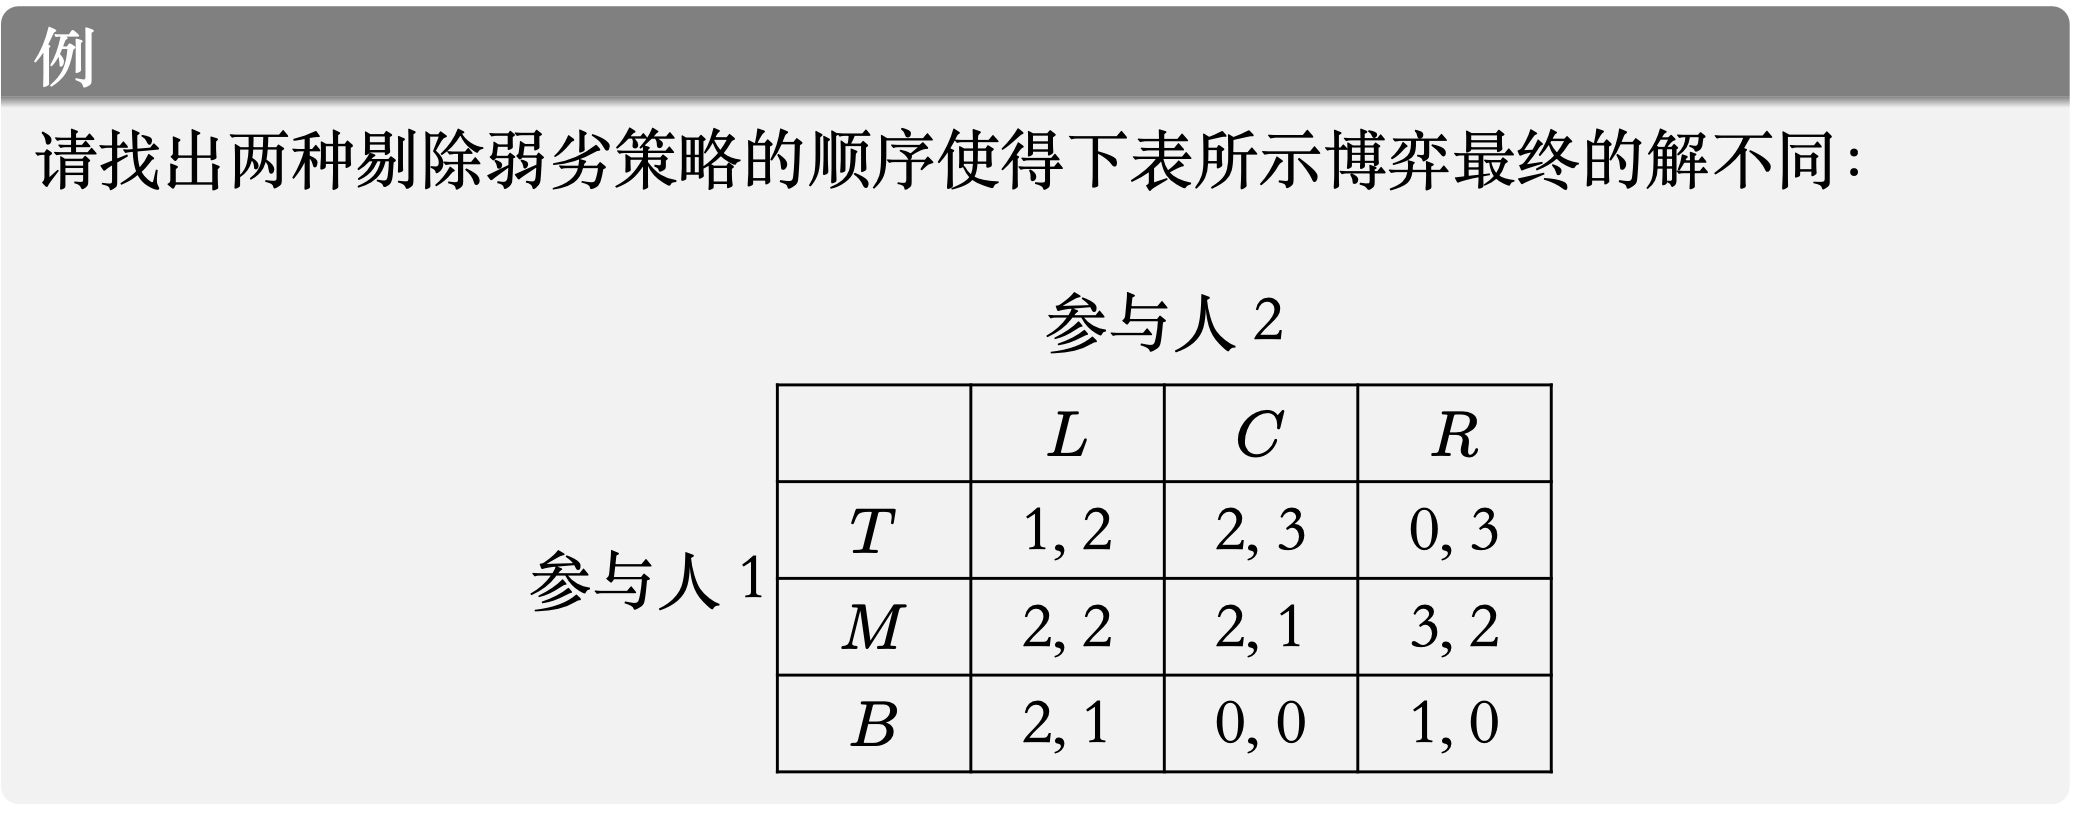 例
请找出两种剔除弱劣策略的顺序使得下表所示博弈最终的解不同：
参与人 2
L C R
T 1, 2 2, 3 0, 3
参与人 1 M 2, 2 2, 1 3, 2
B 2, 1 0, 0 1, 0